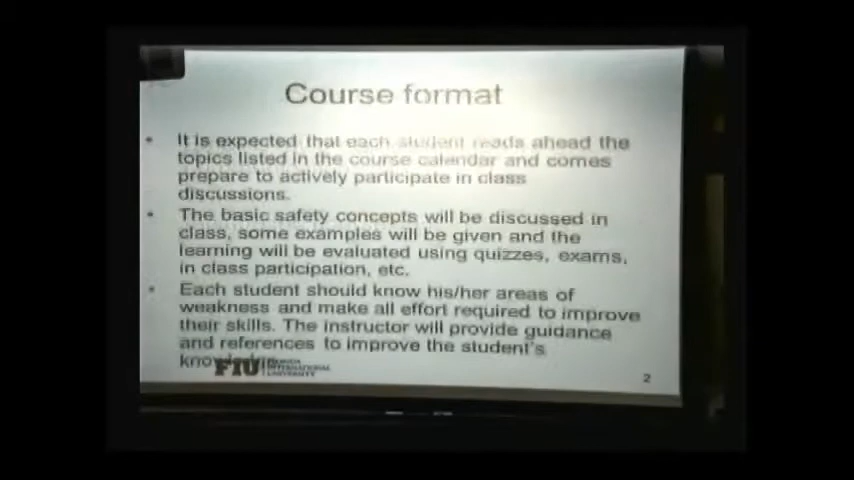 Course format
• It is expected that each student reads ahead the
topics listed in the course calendar and comes
prepare to actively participate in class
discussions.
• The basic safety concepts will be discussed in
class, some examples will be given and the
learning will be evaluated using quizzes, exams,
in class participation, etc.
• Each student should know his/her areas of
weakness and make all effort required to improve
their skills. The instructor will provide guidance
and references to improve the student's
FIU FLORIDA
INTERNATIONAL
UNIVERSITY
2